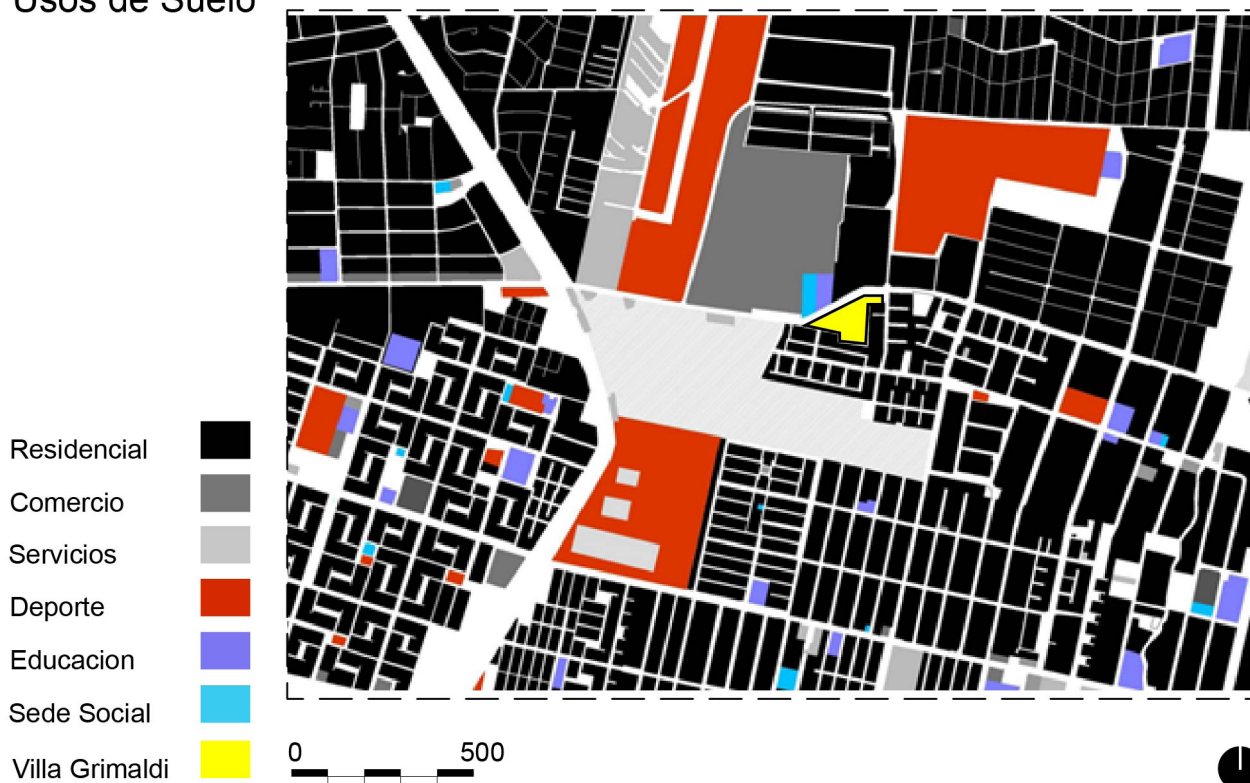 Usos de Suelo
Residencial
Comercio
Servicios
Deporte
Educacion
Sede Social
Villa Grimaldi
0 500